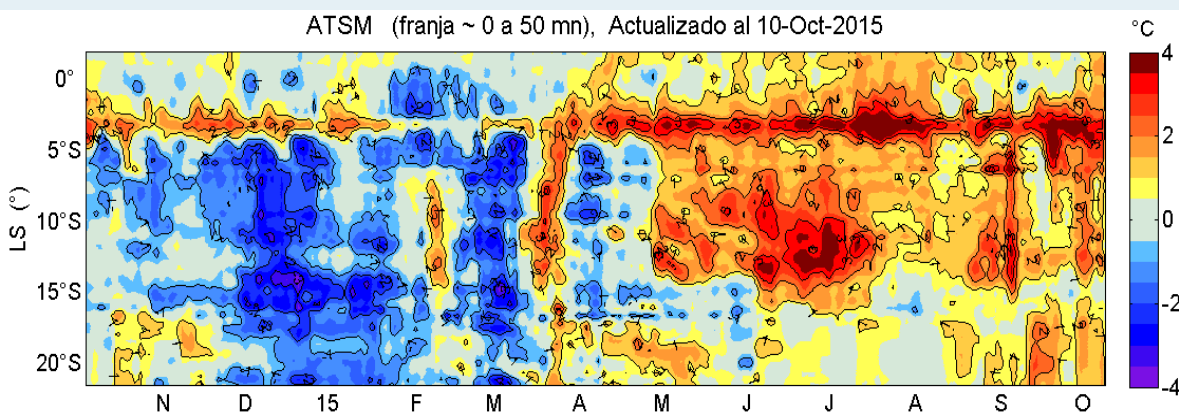 ATSM (franja ~ 0 a 50 mn), Actualizado al 10-Oct-2015
°C
4
2
0
-2
-4
LS (°)
0°
5°S
10°S
15°S
20°S
N D 15 F M A M J J A S O